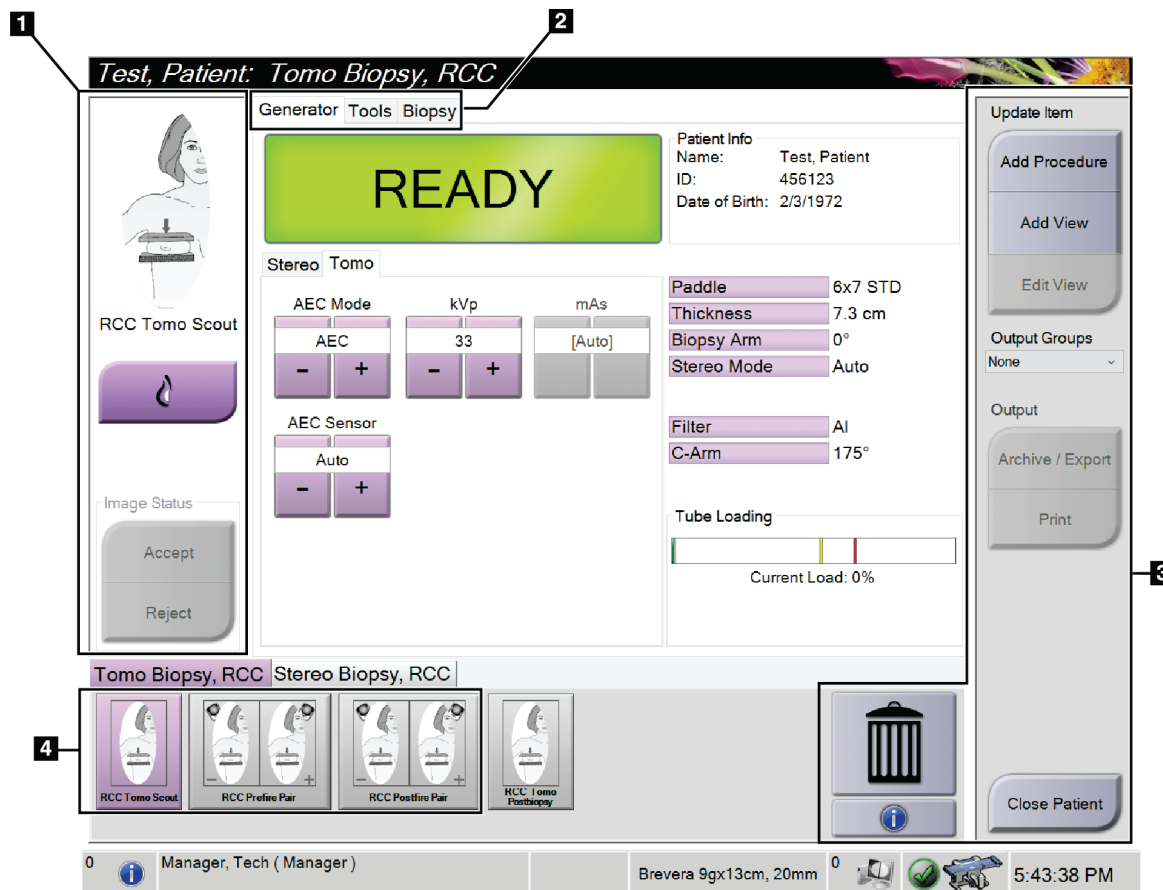 1
2
Test, Patient: Tomo Biopsy, RCC
Generator Tools Biopsy
READY
Patient Info
Name: Test, Patient
ID: 456123
Date of Birth: 2/3/1972
Update Item
Add Procedure
Add View
Edit View
Output Groups
None
Output
Archive / Export
Print
3
RCC Tomo Scout
Image Status
Accept
Reject
Stereo Tomo
AEC Mode kVp mAs
AEC 33 [Auto]
- + - +
AEC Sensor
Auto
- +
Paddle 6x7 STD
Thickness 7.3 cm
Biopsy Arm 0°
Stereo Mode Auto
Filter Al
C-Arm 175°
Tube Loading
Current Load: 0%
Tomo Biopsy, RCC Stereo Biopsy, RCC
4
- + - +
RCC Tomo Scout RCC Prefire Pair RCC Postfire Pair RCC Tomo
Postbiopsy
i
Close Patient
0 i Manager, Tech ( Manager ) Brevera 9gx13cm, 20mm 0 5:43:38 PM